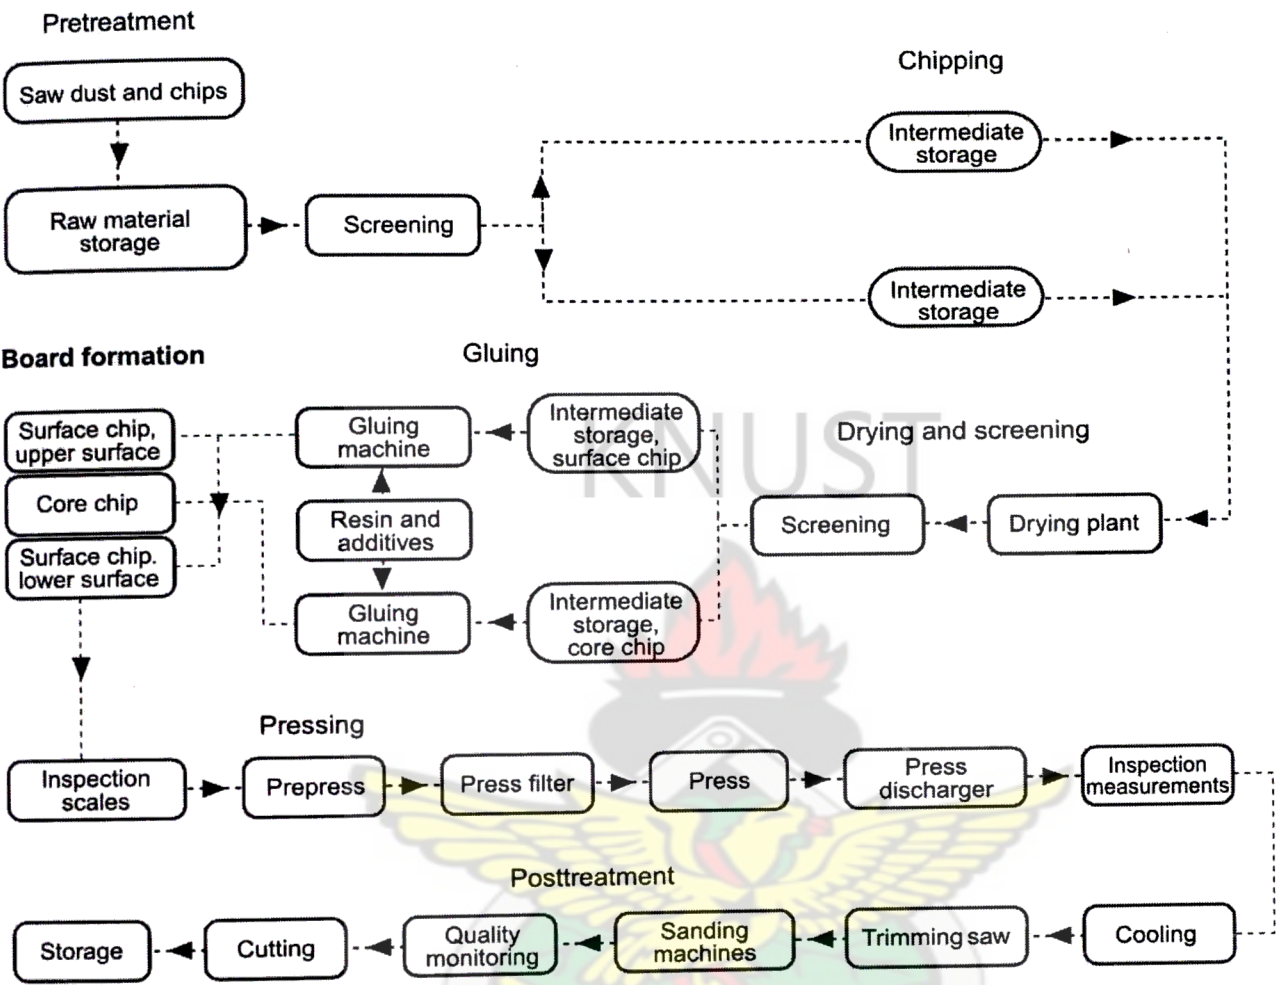 Pretreatment
Saw dust and chips
Raw material
storage
Screening
Chipping
Intermediate
storage
Intermediate
storage
Drying and screening
Drying plant
Screening
Gluing
Intermediate
storage,
surface chip
Intermediate
storage,
core chip
Gluing
machine
Resin and
additives
Gluing
machine
Board formation
Surface chip,
upper surface
Core chip
Surface chip.
lower surface
KNUST
Pressing
Inspection
scales
Prepress
Press filter
Press
Press
discharger
Inspection
measurements
Posttreatment
Cooling
Trimming saw
Sanding
machines
Quality
monitoring
Cutting
Storage